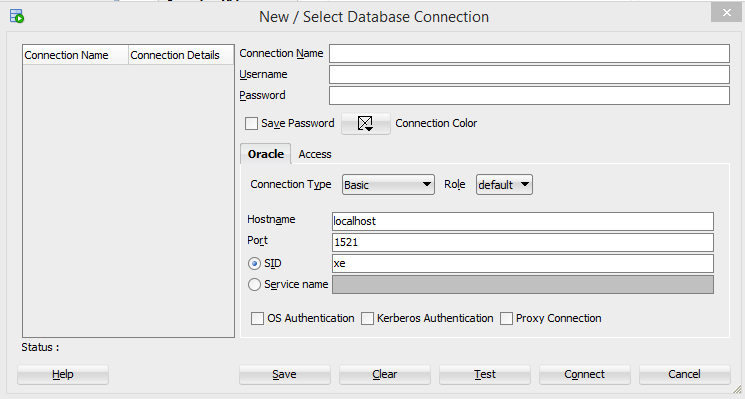 New / Select Database Connection
Connection Name Connection Details
Connection Name
Username
Password
Save Password Connection Color
Oracle Access
Connection Type Basic Role default
Hostname localhost
Port 1521
SID xe
Service name
OS Authentication Kerberos Authentication Proxy Connection
Status :
Help Save Clear Test Connect Cancel